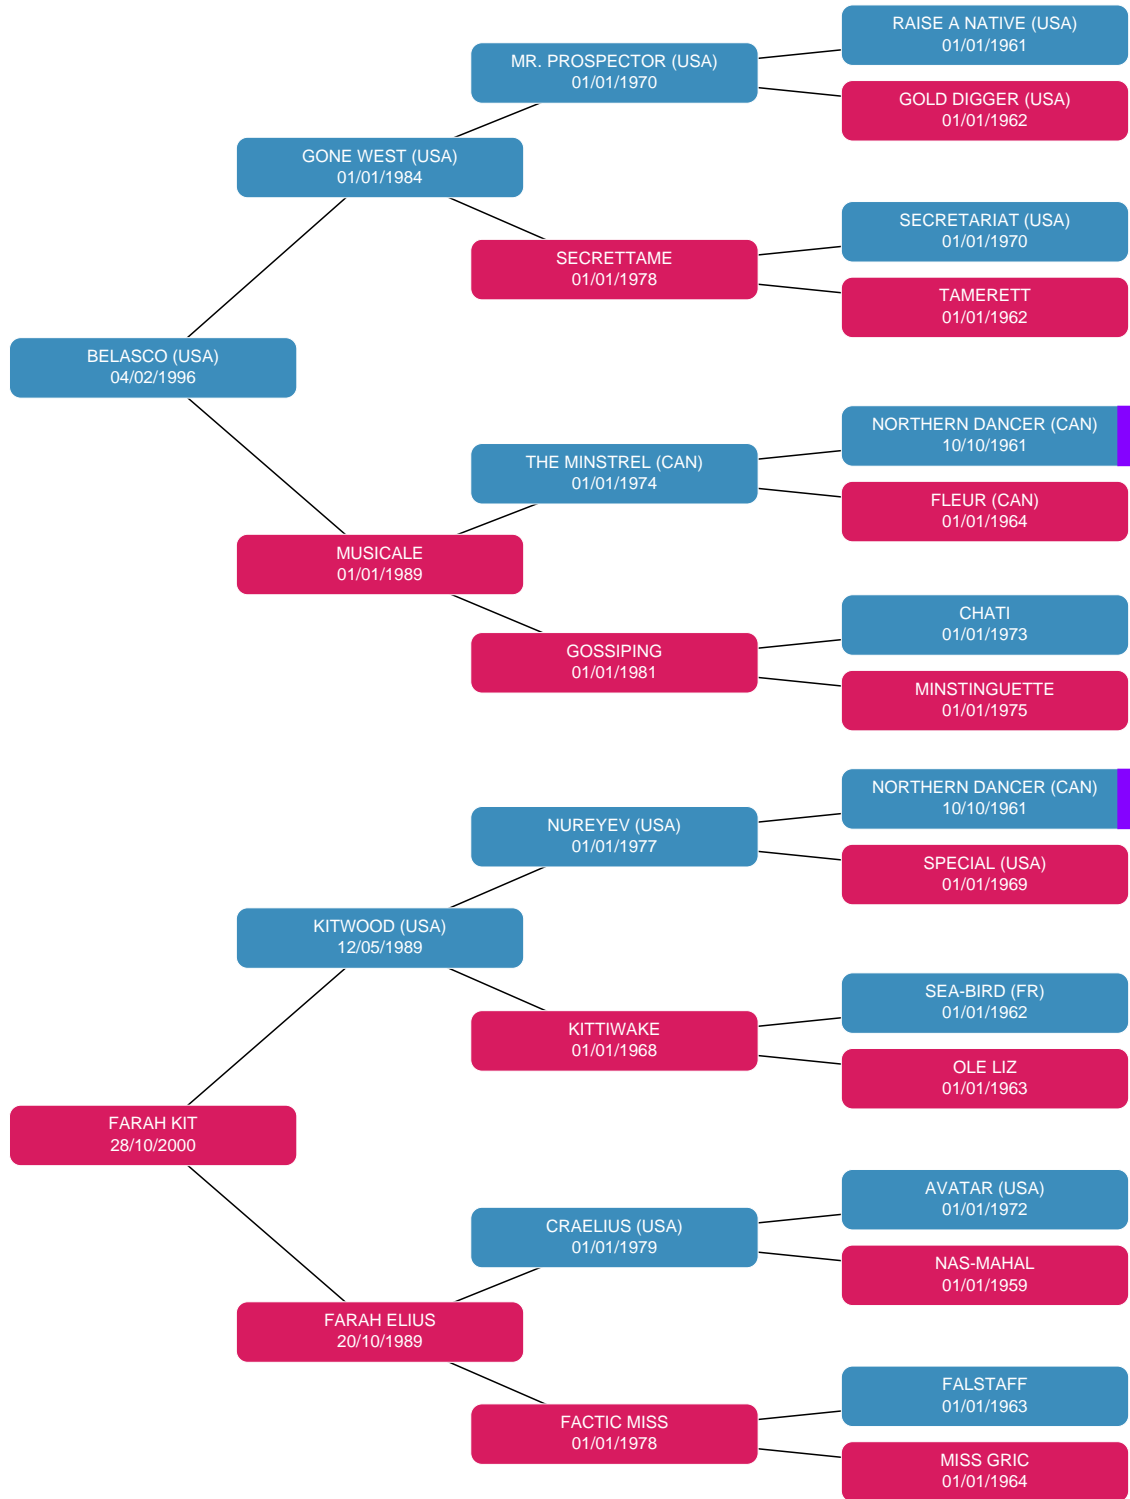 RAISE A NATIVE (USA)
01/01/1961
MR. PROSPECTOR (USA)
01/01/1970
GOLD DIGGER (USA)
01/01/1962
GONE WEST (USA)
01/01/1984
SECRETARIAT (USA)
01/01/1970
SECRETTAME
01/01/1978
TAMERETT
01/01/1962
BELASCO (USA)
04/02/1996
NORTHERN DANCER (CAN)
10/10/1961
THE MINSTREL (CAN)
01/01/1974
FLEUR (CAN)
01/01/1964
MUSICALE
01/01/1989
CHATI
01/01/1973
GOSSIPING
01/01/1981
MINSTINGUETTE
01/01/1975
NORTHERN DANCER (CAN)
10/10/1961
NUREYEV (USA)
01/01/1977
SPECIAL (USA)
01/01/1969
KITWOOD (USA)
12/05/1989
SEA-BIRD (FR)
01/01/1962
KITTIWAKE
01/01/1968
OLE LIZ
01/01/1963
FARAH KIT
28/10/2000
AVATAR (USA)
01/01/1972
CRAELIUS (USA)
01/01/1979
NAS-MAHAL
01/01/1959
FARAH ELIUS
20/10/1989
FALSTAFF
01/01/1963
FACTIC MISS
01/01/1978
MISS GRIC
01/01/1964